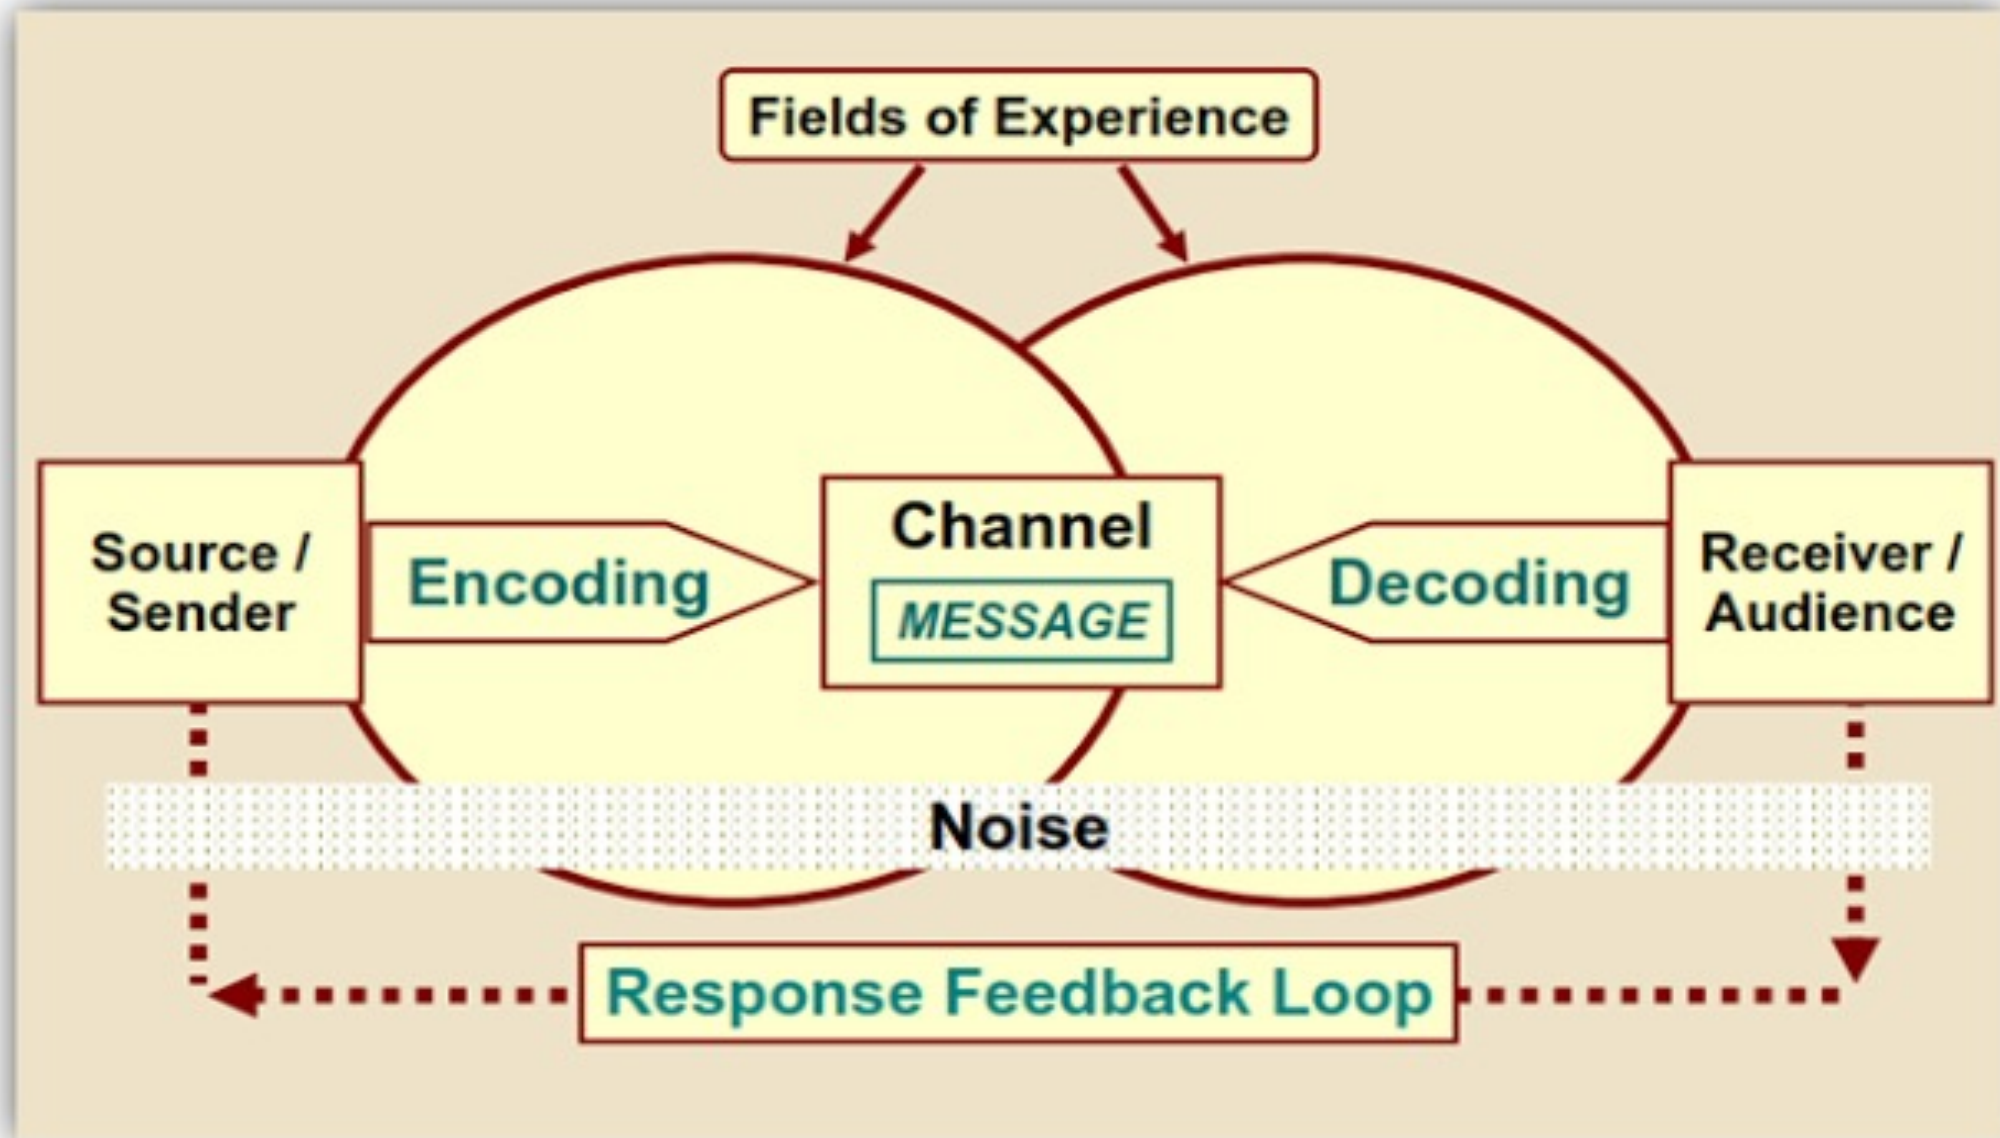 Fields of Experience
Source /
Sender
Encoding
Channel
MESSAGE
Decoding
Receiver /
Audience
Noise
Response Feedback Loop